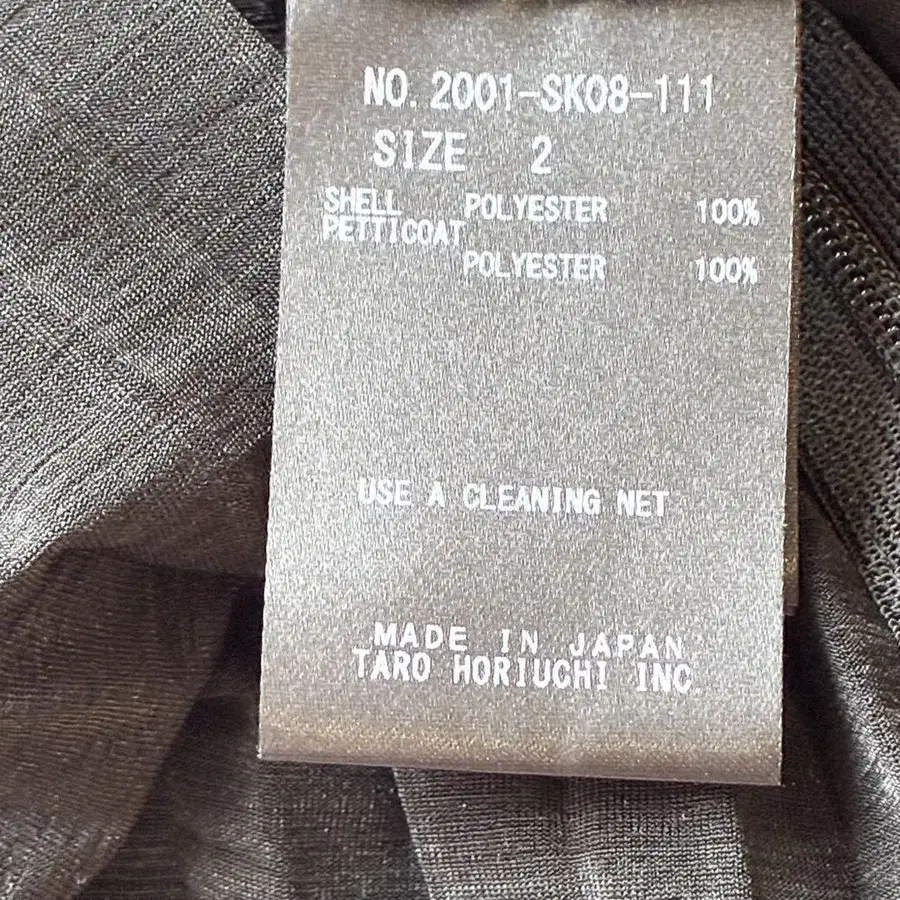 NO. 2001-SK08-111
SIZE 2
SHELL POLYESTER 100%
PETTICOAT
POLYESTER 100%
USE A CLEANING NET
MADE IN JAPAN
TARO HORIUCHI INC.